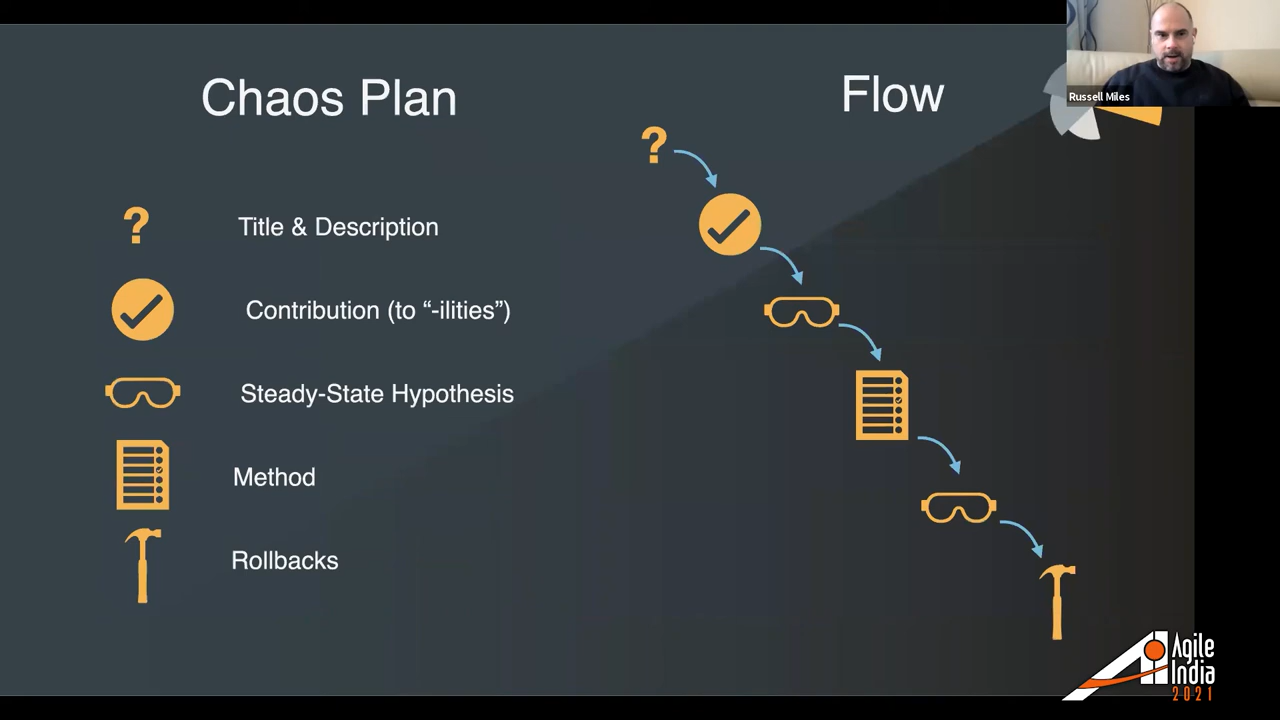 Chaos Plan
Flow
Russell Miles
?
?
Title & Description
Contribution (to “-ilities”)
Steady-State Hypothesis
Method
Rollbacks
Agile
India
2021